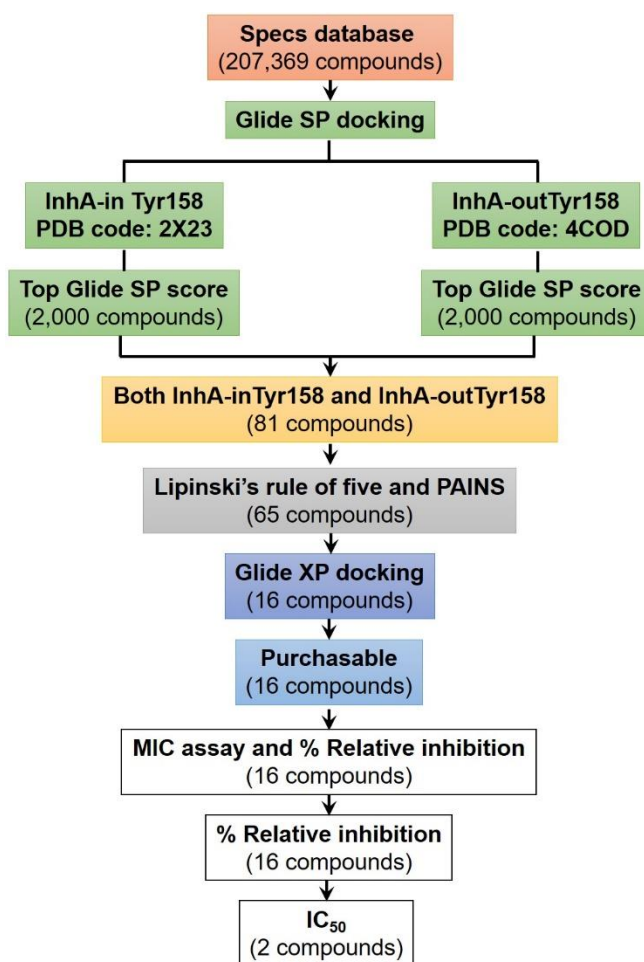 Specs database
(207,369 compounds)
Glide SP docking
InhA-in Tyr158
PDB code: 2X23
InhA-outTyr158
PDB code: 4COD
Top Glide SP score
(2,000 compounds)
Top Glide SP score
(2,000 compounds)
Both InhA-inTyr158 and InhA-outTyr158
(81 compounds)
Lipinski's rule of five and PAINS
(65 compounds)
Glide XP docking
(16 compounds)
Purchasable
(16 compounds)
MIC assay and % Relative inhibition
(16 compounds)
% Relative inhibition
(16 compounds)
IC50
(2 compounds)